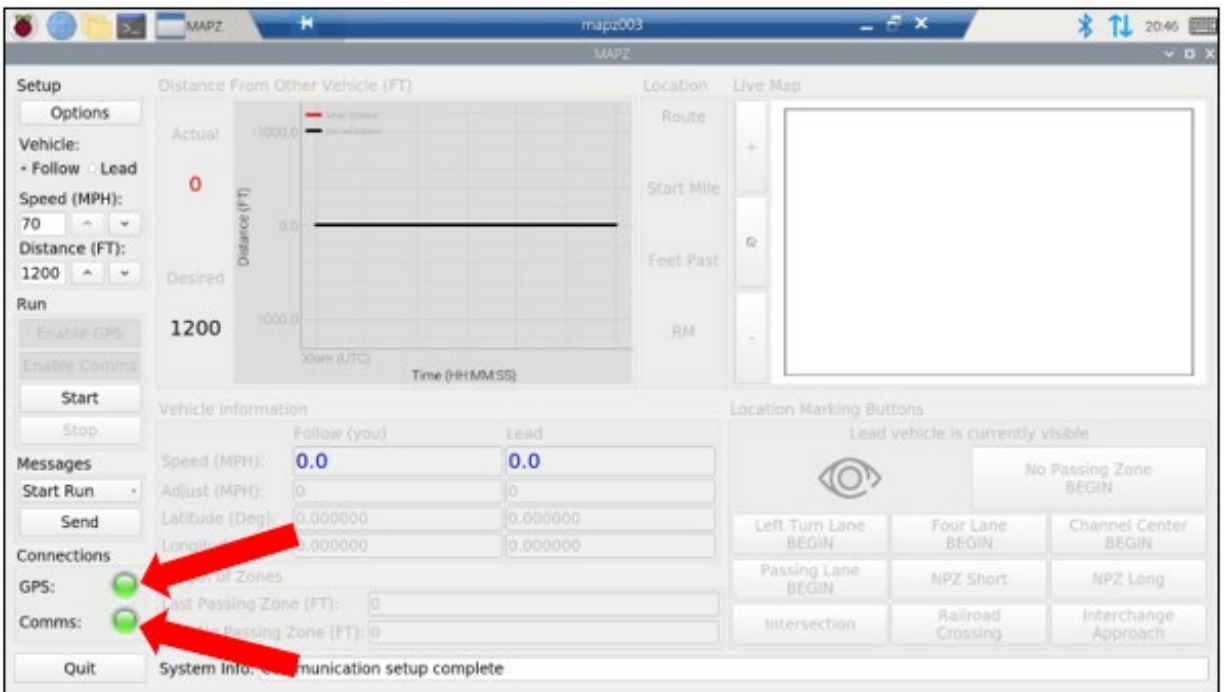 MAPZ
mapz003
20:46
MAPZ
Setup
Options
Vehicle:
Follow Lead
Speed (MPH):
70
Distance (FT):
1200
Run
Enable GPS
Enable Comms
Start
Stop
Messages
Start Run
Send
Connections
GPS:
Comms:
Quit
Distance From Other Vehicle (FT)
Actual
0
Desired
1200
Distance (FT)
1000.0
0.0
1000.0
(UTC)
Time (HH:MM:SS)
Location
Route
Start Mile
Feet Past
RM
Live Map
+
-
Vehicle Information
Follow (you) Lead
Speed (MPH): 0.0 0.0
Adjust (MPH): 0 0
Latitude (Deg): 0.000000 0.000000
0.000000 0.000000
of Zones
Last Passing Zone (FT): 0
Passing Zone (FT): 0
System Info: munication setup complete
Location Marking Buttons
Lead vehicle is currently visible
No Passing Zone
BEGIN
Left Turn Lane
BEGIN
Four Lane
BEGIN
Channel Center
BEGIN
Passing Lane
BEGIN
NPZ Short
NPZ Long
Intersection
Railroad
Crossing
Interchange
Approach